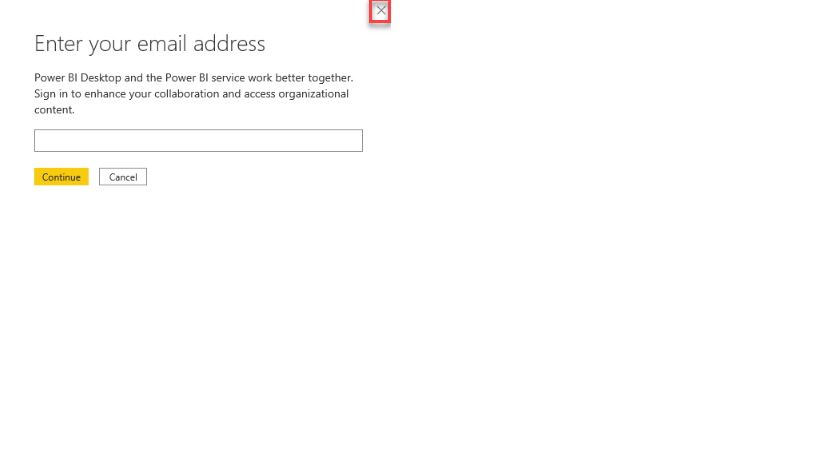 Enter your email address
Power BI Desktop and the Power BI service work better together.
Sign in to enhance your collaboration and access organizational
content.
Continue
Cancel